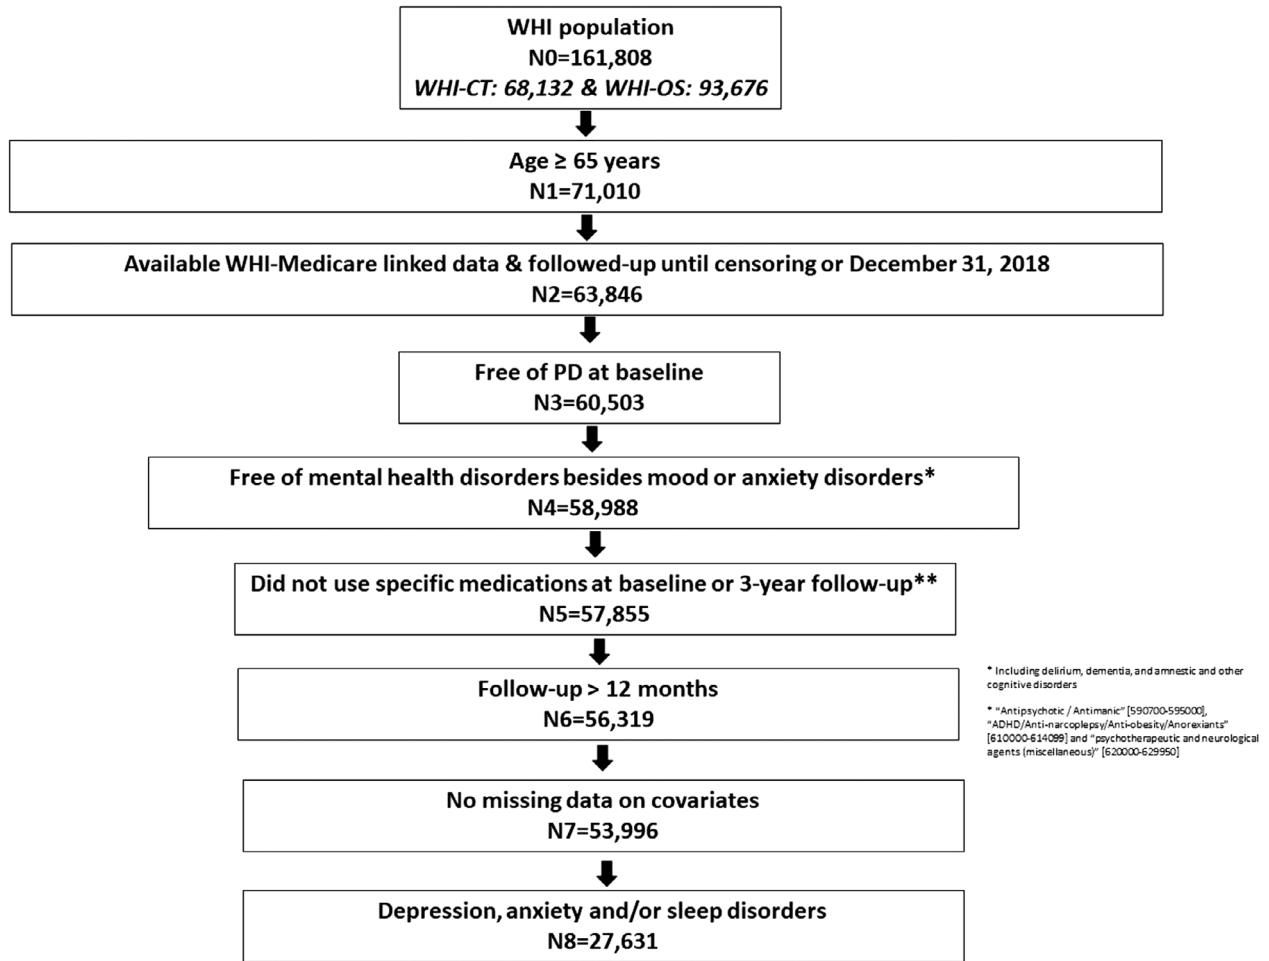 WHI population
N0=161,808
WHI-CT: 68,132 & WHI-OS: 93,676
Age ≥ 65 years
N1=71,010
Available WHI-Medicare linked data & followed-up until censoring or December 31, 2018
N2=63,846
Free of PD at baseline
N3=60,503
Free of mental health disorders besides mood or anxiety disorders*
N4=58,988
Did not use specific medications at baseline or 3-year follow-up**
N5=57,855
Follow-up > 12 months
N6=56,319
* Including delirium, dementia, and amnestic and other
cognitive disorders
* “Antipsychotic / Antimanic” [590700-595000],
“ADHD/Anti-narcoplepsy/Anti-obesity/Anorexiants”
[610000-614099] and “psychotherapeutic and neurological
agents (miscellaneous)” [620000-629950]
No missing data on covariates
N7=53,996
Depression, anxiety and/or sleep disorders
N8=27,631